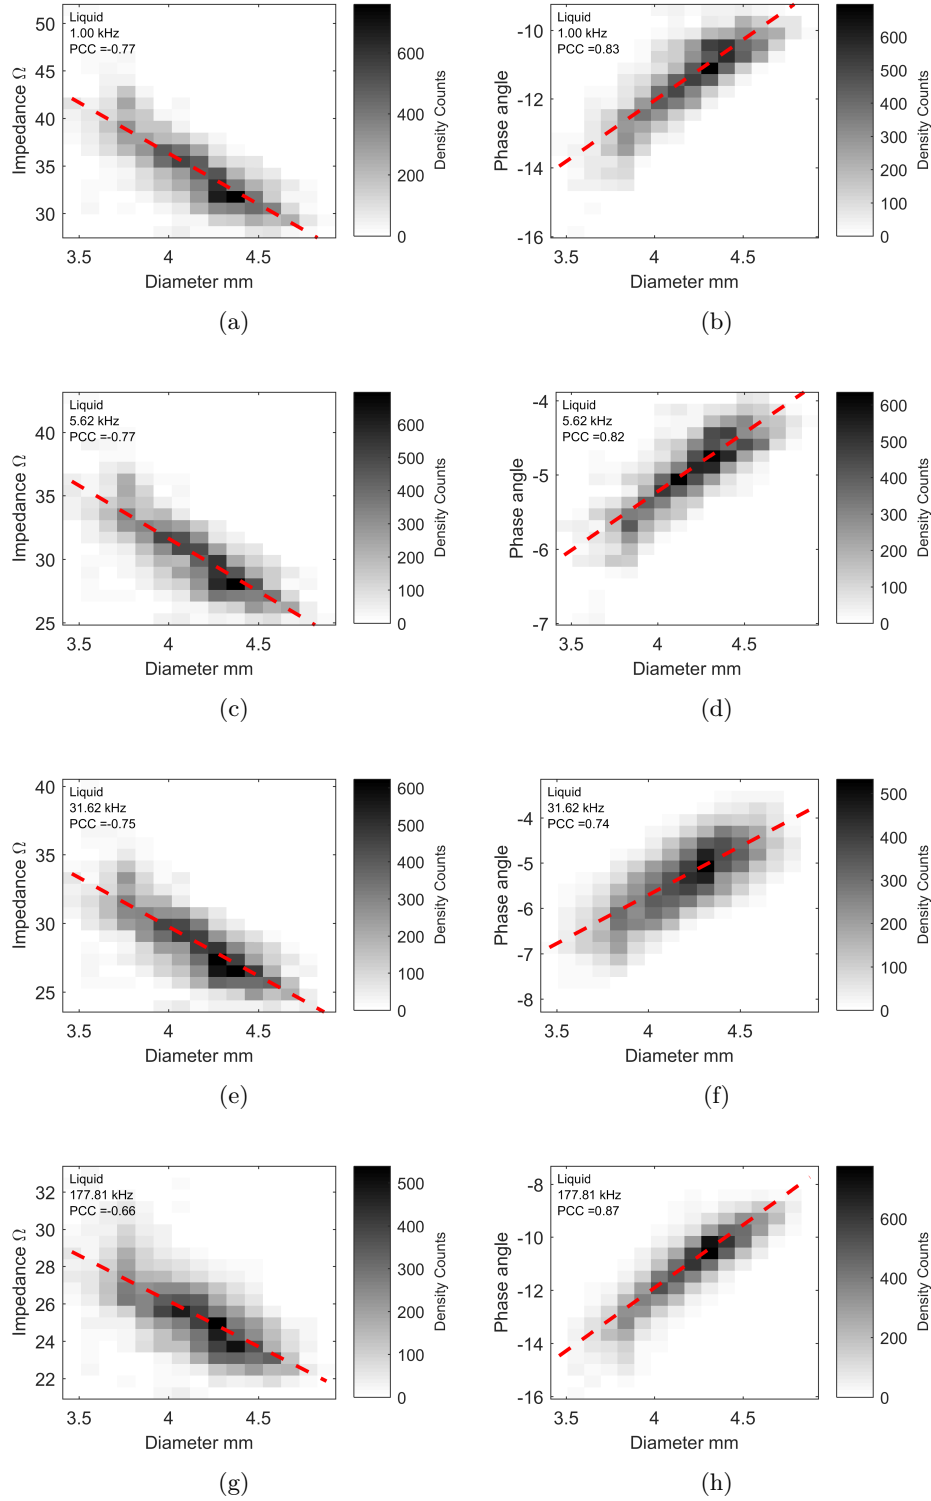 Liquid
1.00 kHz
PCC =-0.77
50
45
40
35
30
3.5
4
4.5
Impedance Ω
Diameter mm
600
400
200
0
Density Counts
(a)
Liquid
1.00 kHz
PCC =0.83
-10
-12
-14
-16
3.5
4
4.5
Phase angle
Diameter mm
600
500
400
300
200
100
0
Density Counts
(b)
Liquid
5.62 kHz
PCC =-0.77
40
35
30
25
3.5
4
4.5
Impedance Ω
Diameter mm
600
500
400
300
200
100
0
Density Counts
(c)
Liquid
5.62 kHz
PCC =0.82
-4
-5
-6
-7
3.5
4
4.5
Phase angle
Diameter mm
600
500
400
300
200
100
0
Density Counts
(d)
Liquid
31.62 kHz
PCC =-0.75
40
35
30
25
3.5
4
4.5
Impedance Ω
Diameter mm
600
500
400
300
200
100
0
Density Counts
(e)
Liquid
31.62 kHz
PCC =0.74
-4
-5
-6
-7
-8
3.5
4
4.5
Phase angle
Diameter mm
500
400
300
200
100
0
Density Counts
(f)
Liquid
177.81 kHz
PCC =-0.66
32
30
28
26
24
22
3.5
4
4.5
Impedance Ω
Diameter mm
500
400
300
200
100
0
Density Counts
(g)
Liquid
177.81 kHz
PCC =0.87
-8
-10
-12
-14
-16
3.5
4
4.5
Phase angle
Diameter mm
600
400
200
0
Density Counts
(h)